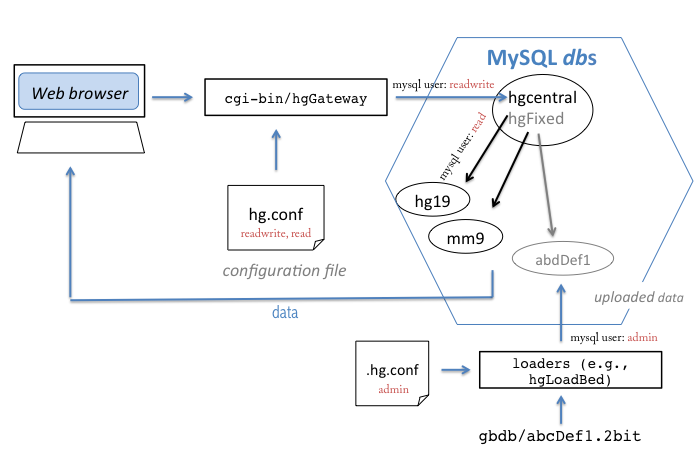 MySQL dbs
Web browser
cgi-bin/hgGateway
mysql user: readwrite
hgcentral
hgFixed
mysql user: read
hg.conf
readwrite, read
configuration file
hg19
mm9
abdDef1
uploaded data
data
mysql user: admin
.hg.conf
admin
loaders (e.g.,
hgLoadBed)
gbdb/abcDef1.2bit